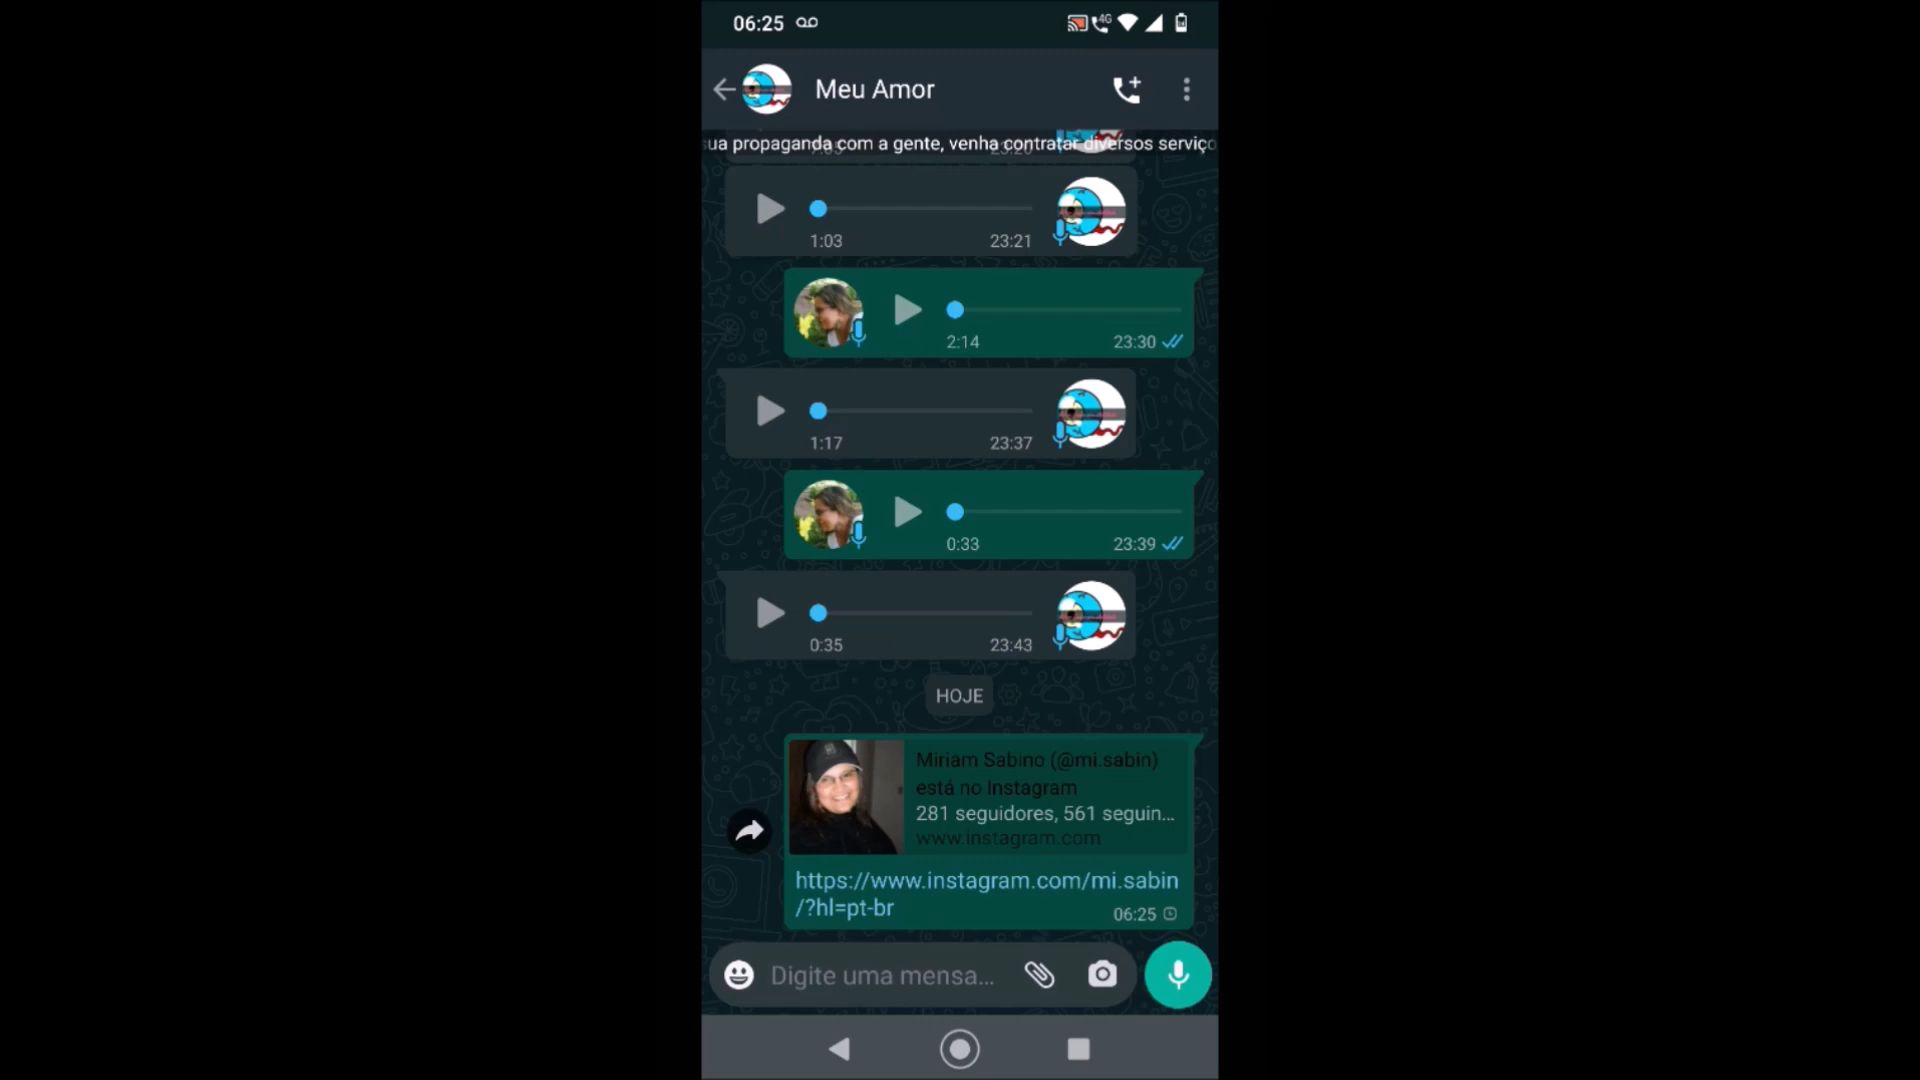 06:25
4G
Meu Amor
ua propaganda com a gente, venha contratar diversos serviço
1:03 23:21
2:14 23:30
1:17 23:37
0:33 23:39
0:35 23:43
HOJE
Miriam Sabino (@mi.sabin)
está no Instagram
281 seguidores, 561 seguin...
www.instagram.com
https://www.instagram.com/mi.sabin
/?hl=pt-br
06:25
Digite uma mensa...